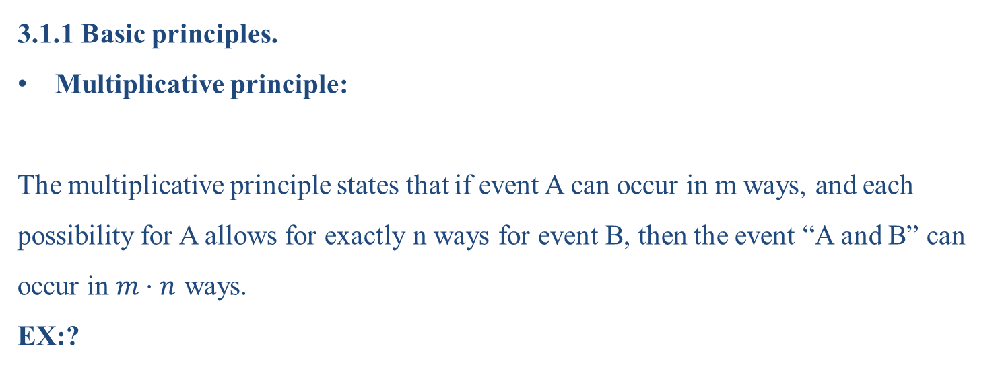 3.1.1 Basic principles.
• Multiplicative principle:
The multiplicative principle states that if event A can occur in m ways, and each
possibility for A allows for exactly n ways for event B, then the event “A and B” can
occur in 𝑚 · 𝑛 ways.
EX:?